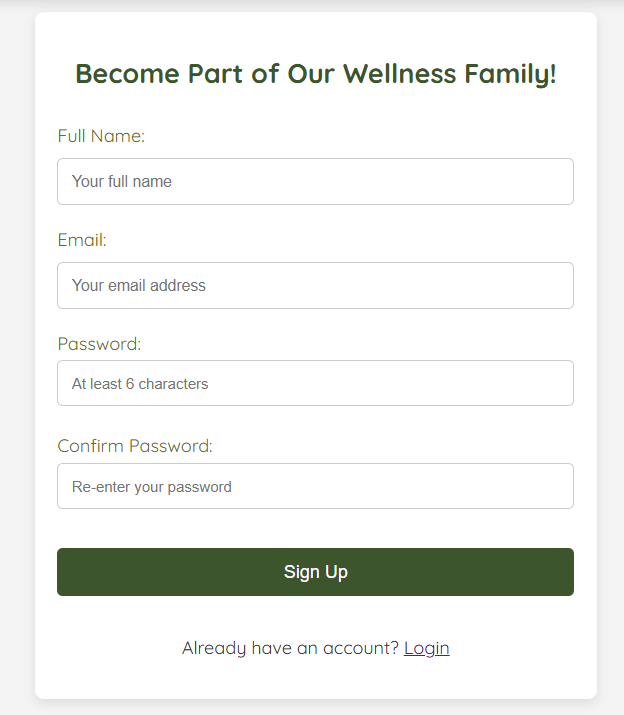 Become Part of Our Wellness Family!
Full Name:
Your full name
Email:
Your email address
Password:
At least 6 characters
Confirm Password:
Re-enter your password
Sign Up
Already have an account? Login